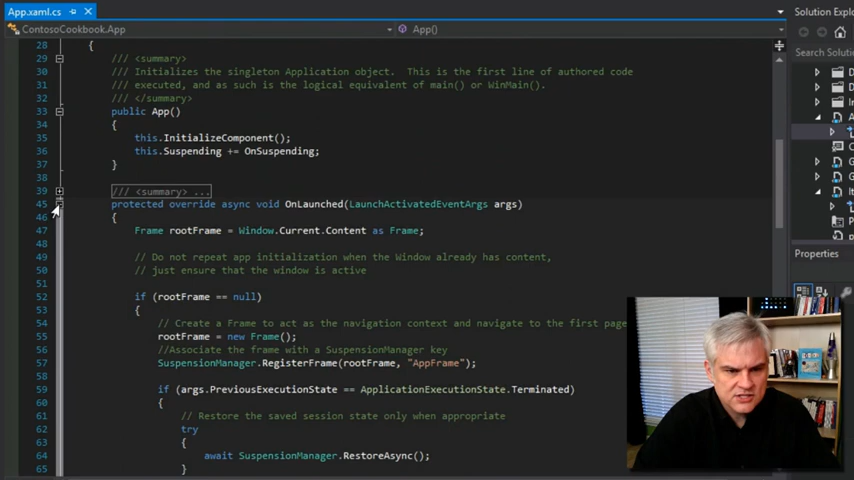 App.xaml.cs
ContosoCookbook.App
App()
Solution Explo
Search Solution
28 {
29 /// <summary>
30 /// Initializes the singleton Application object.  This is the first line of authored code
31 /// executed, and as such is the logical equivalent of main() or WinMain().
32 /// </summary>
33 public App()
34 {
35 this.InitializeComponent();
36 this.Suspending += OnSuspending;
37 }
38
39 /// <summary> ...
45 protected override async void OnLaunched(LaunchActivatedEventArgs args)
46 {
47 Frame rootFrame = Window.Current.Content as Frame;
48
49 // Do not repeat app initialization when the Window already has content,
50 // just ensure that the window is active
51
52 if (rootFrame == null)
53 {
54 // Create a Frame to act as the navigation context and navigate to the first page
55 rootFrame = new Frame();
56 //Associate the frame with a SuspensionManager key
57 SuspensionManager.RegisterFrame(rootFrame, "AppFrame");
58
59 if (args.PreviousExecutionState == ApplicationExecutionState.Terminated)
60 {
61 // Restore the saved session state only when appropriate
62 try
63 {
64 await SuspensionManager.RestoreAsync();
65 }
Properties